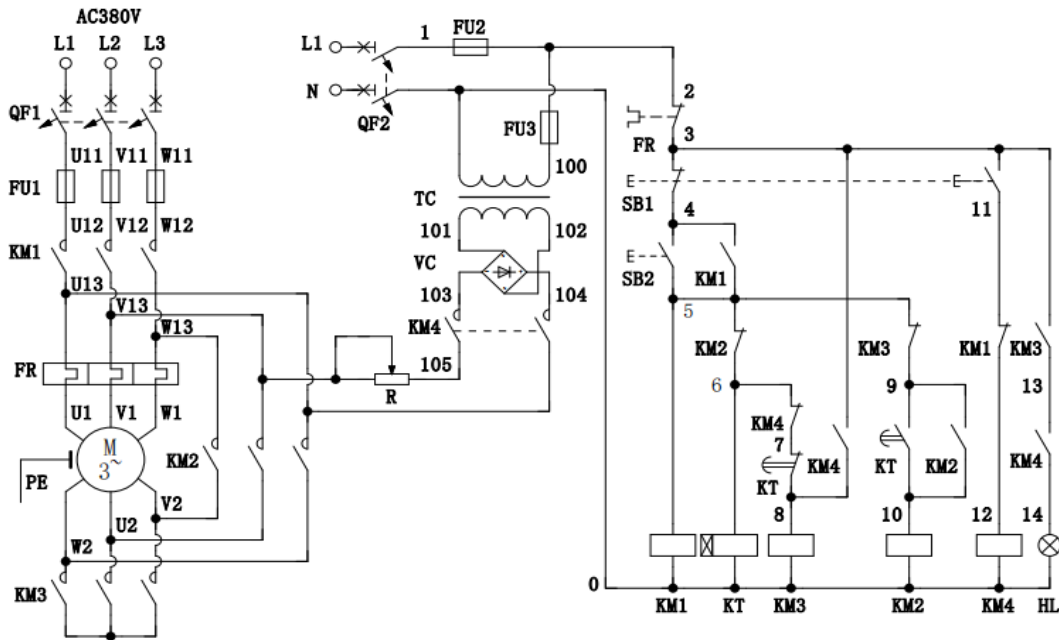 AC380V
L1 L2 L3
L1 1 FU2
N
QF1
QF2
2
3
FR
U11 V11 W11
FU3
FU1
100
TC
SB1
11
U12 V12 W12
4
101 102
KM1
VC
SB2
KM1
U13
103 104
5
V13
W13
KM4
KM2
KM3
KM1
KM3
105
FR
R
6
9
13
U1 V1 W1
KM4
M
3~
KM2
7
KM4
KT
KM2
KM4
PE
KT
V2
8
10
12
14
U2
W2
KM3
0
KM1 KT KM3 KM2 KM4 HL